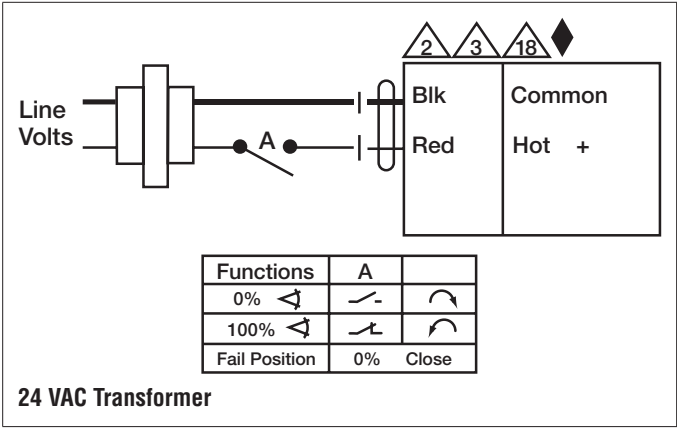 2 3 18
Line Volts
A
Blk Common
Red Hot +
Functions A
0%
100%
Fail Position 0% Close
24 VAC Transformer